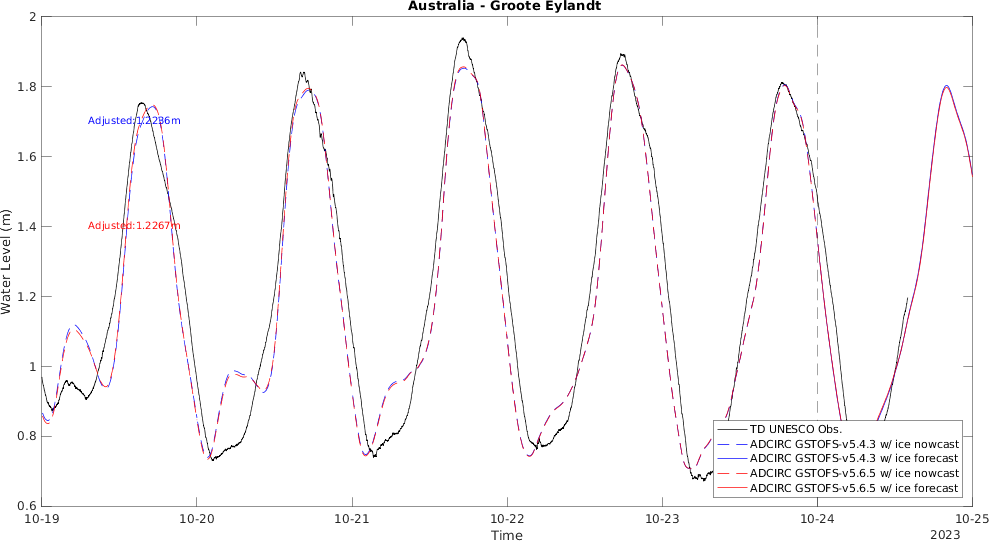 Australia - Groote Eylandt
Water Level (m)
2
1.8
1.6
1.4
1.2
1
0.8
0.6
Adjusted:1.2236m
Adjusted:1.2267m
TD UNESCO Obs.
ADCIRC GSTOFS-v5.4.3 w/ ice nowcast
ADCIRC GSTOFS-v5.4.3 w/ ice forecast
ADCIRC GSTOFS-v5.6.5 w/ ice nowcast
ADCIRC GSTOFS-v5.6.5 w/ ice forecast
10-19 10-20 10-21 10-22 10-23 10-24 10-25
Time
2023